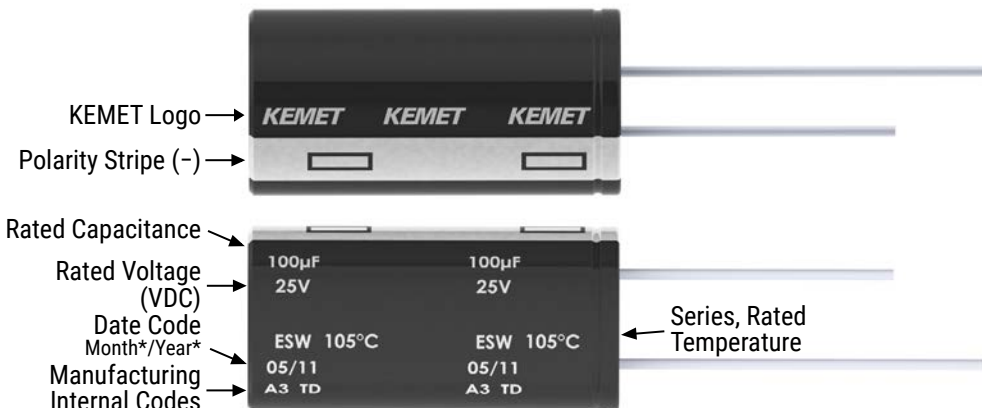 KEMET Logo
KEMET KEMET KEMET
Polarity Stripe (−)
Rated Capacitance
100µF 100µF
Rated Voltage
(VDC)
25V 25V
Date Code
Month*/Year*
ESW 105°C ESW 105°C
Series, Rated
Temperature
05/11 05/11
Manufacturing
Internal Codes
A3 TD A3 TD